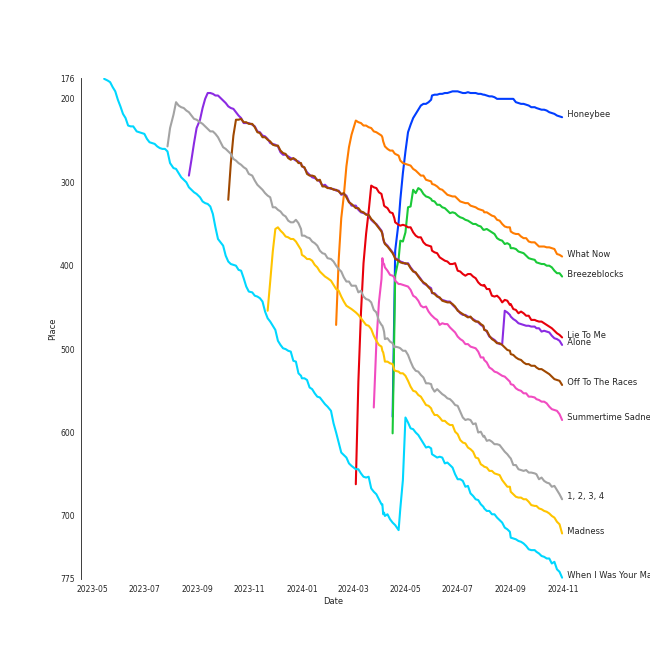 176
200
300
400
500
600
700
775
Place
2023-05
2023-07
2023-09
2023-11
2024-01
2024-03
2024-05
2024-07
2024-09
2024-11
Date
Honeybee
What Now
Breezeblocks
Lie To Me
Alone
Off To The Races
Summertime Sadne
1, 2, 3, 4
Madness
When I Was Your Ma